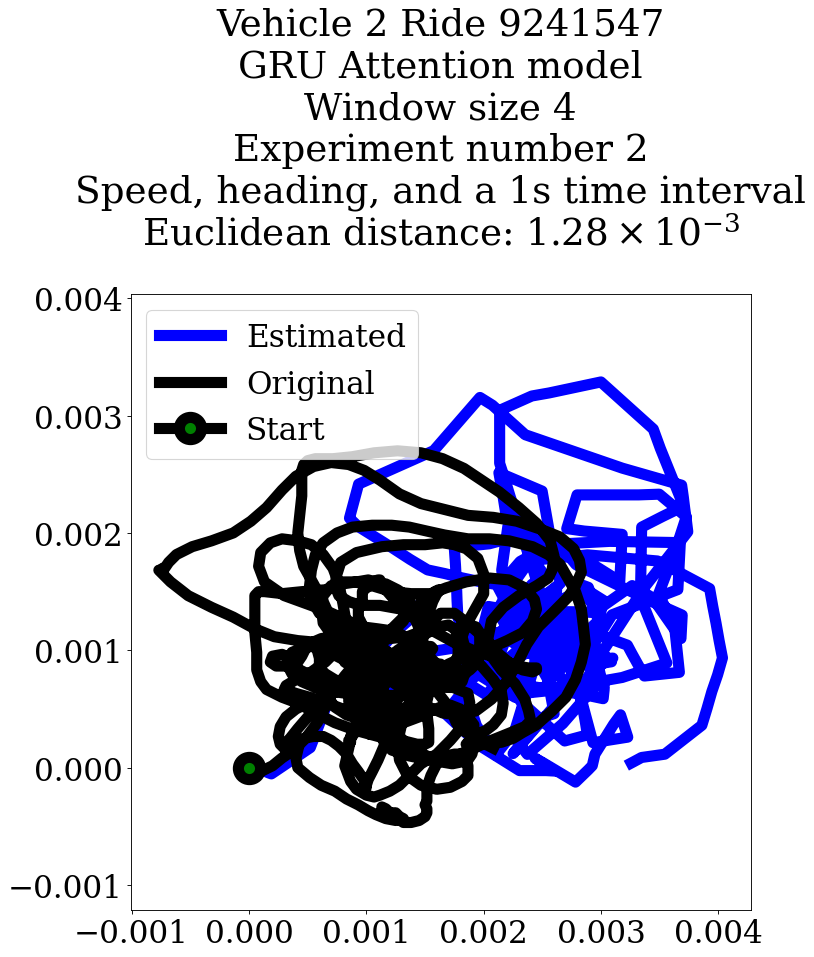 Vehicle 2 Ride 9241547
GRU Attention model
Window size 4
Experiment number 2
Speed, heading, and a 1s time interval
Euclidean distance: 1.28 × 10⁻³
0.004
0.003
0.002
0.001
0.000
−0.001
Estimated
Original
Start
−0.001 0.000 0.001 0.002 0.003 0.004